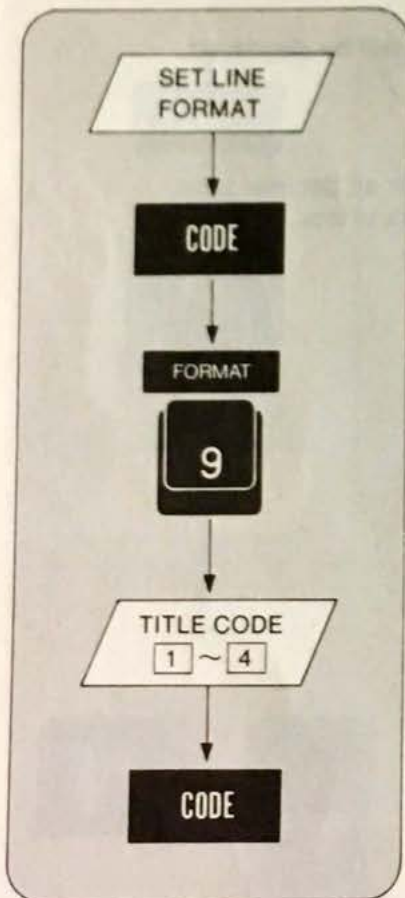 SET LINE
FORMAT
CODE
FORMAT
9
TITLE CODE
1 ~ 4
CODE